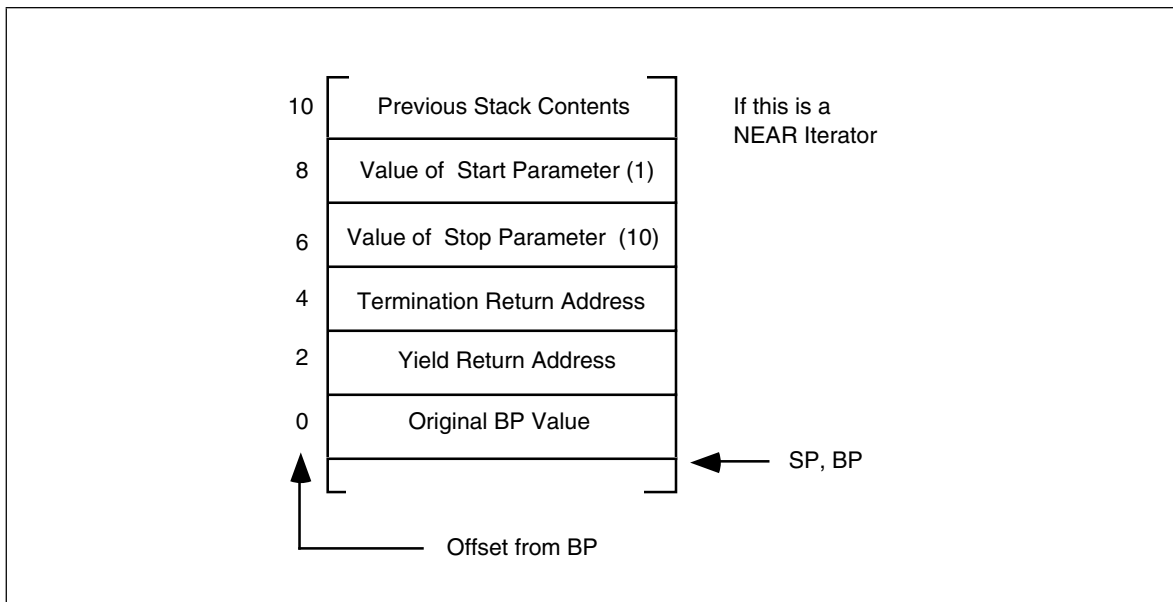 10 Previous Stack Contents
If this is a
NEAR Iterator
8 Value of Start Parameter (1)
6 Value of Stop Parameter (10)
4 Termination Return Address
2 Yield Return Address
0 Original BP Value
SP, BP
Offset from BP